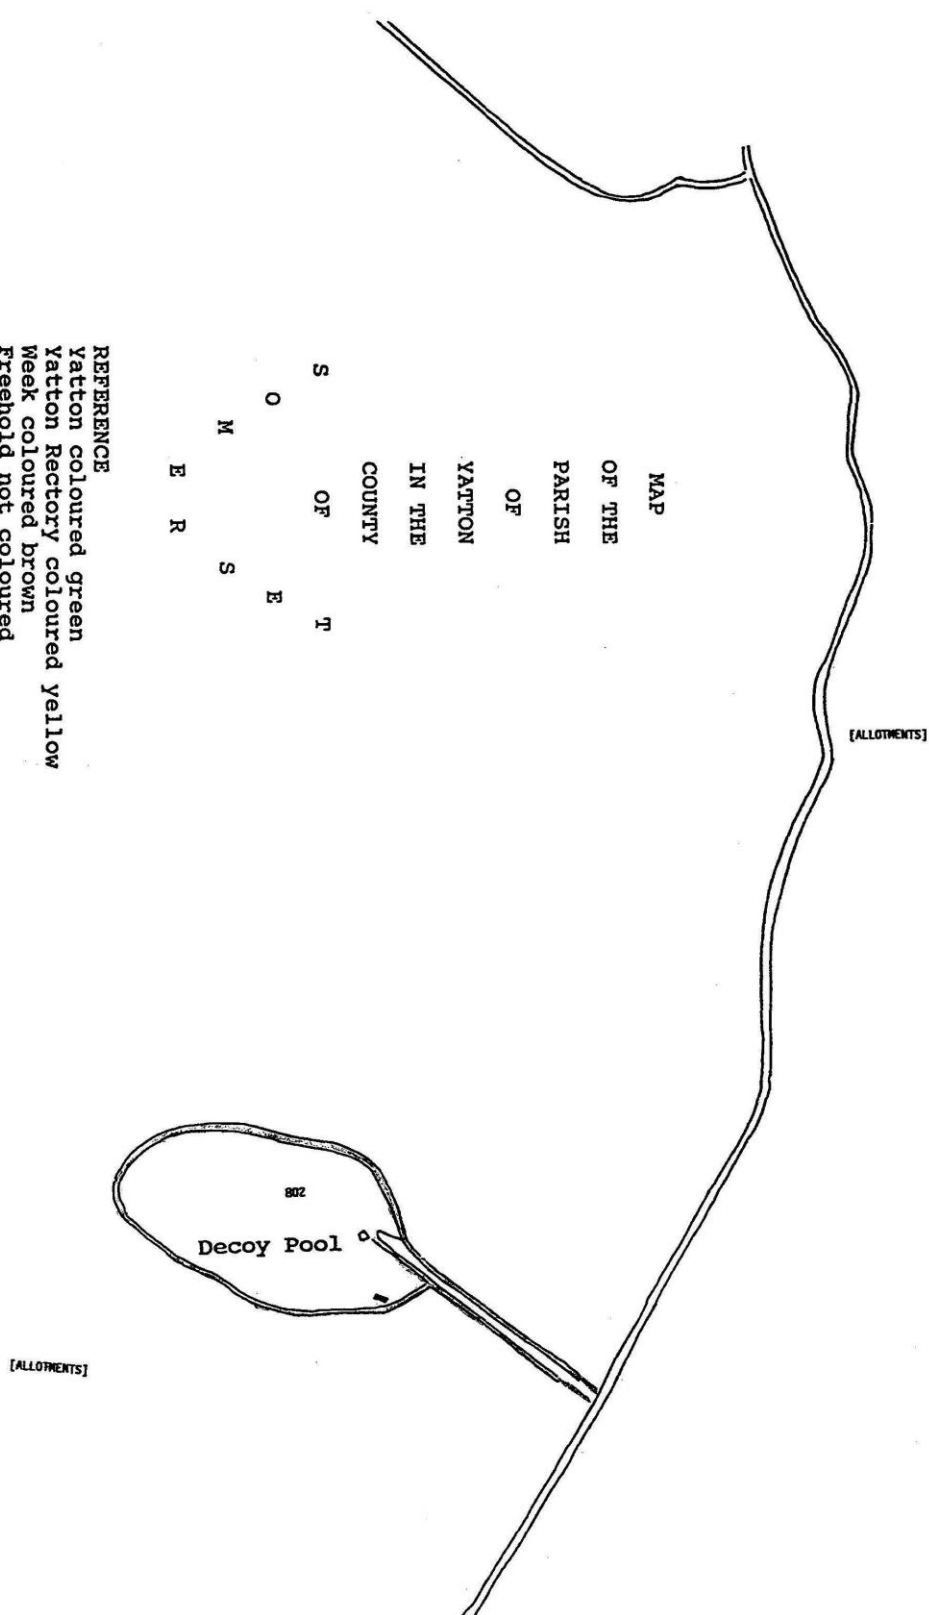 MAP
OF THE
PARISH
OF
YATTON
IN THE
COUNTY
OF
SOMERSET
REFERENCE
Yatton coloured green
Yatton Rectory coloured yellow
Week coloured brown
Freehold not coloured
[ALLOTMENTS]
802
Decoy Pool
[ALLOTMENTS]